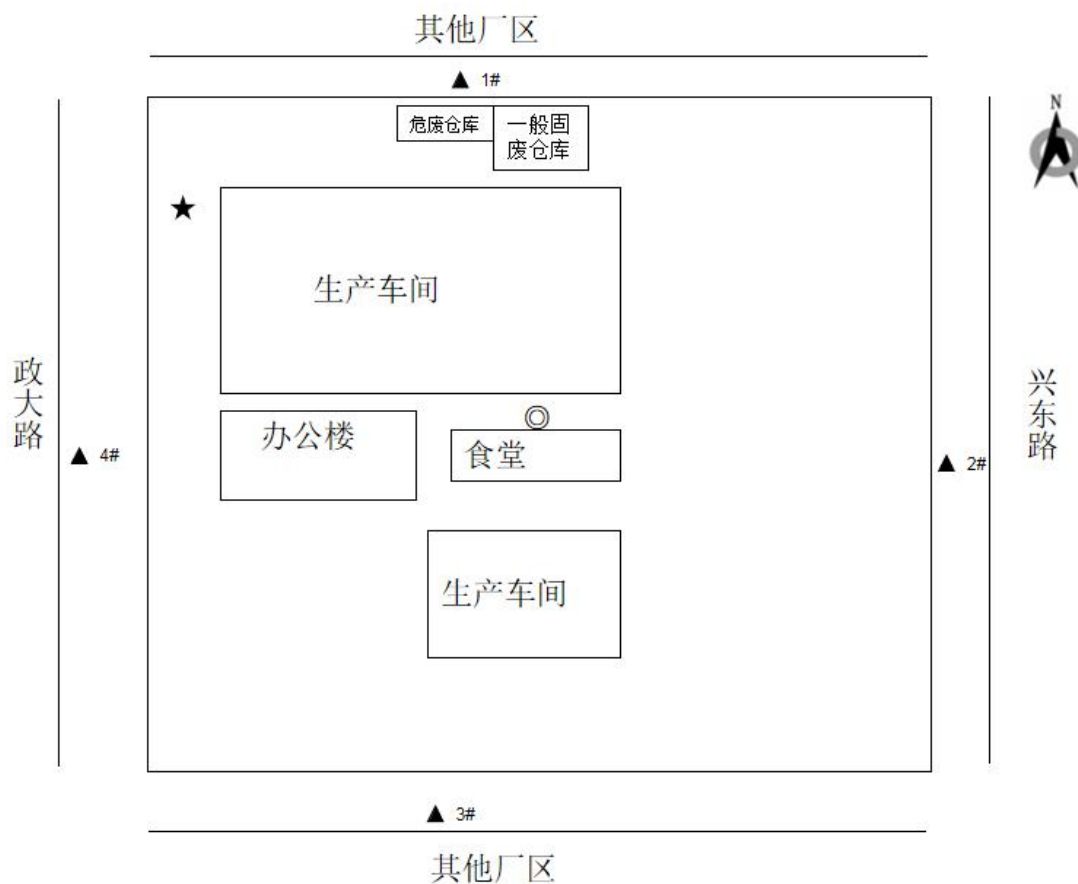 其他厂区
▲ 1#
N
危废仓库
一般固
废仓库
★
生产车间
政大路
兴东路
办公楼
◎
食堂
▲ 4#
▲ 2#
生产车间
▲ 3#
其他厂区